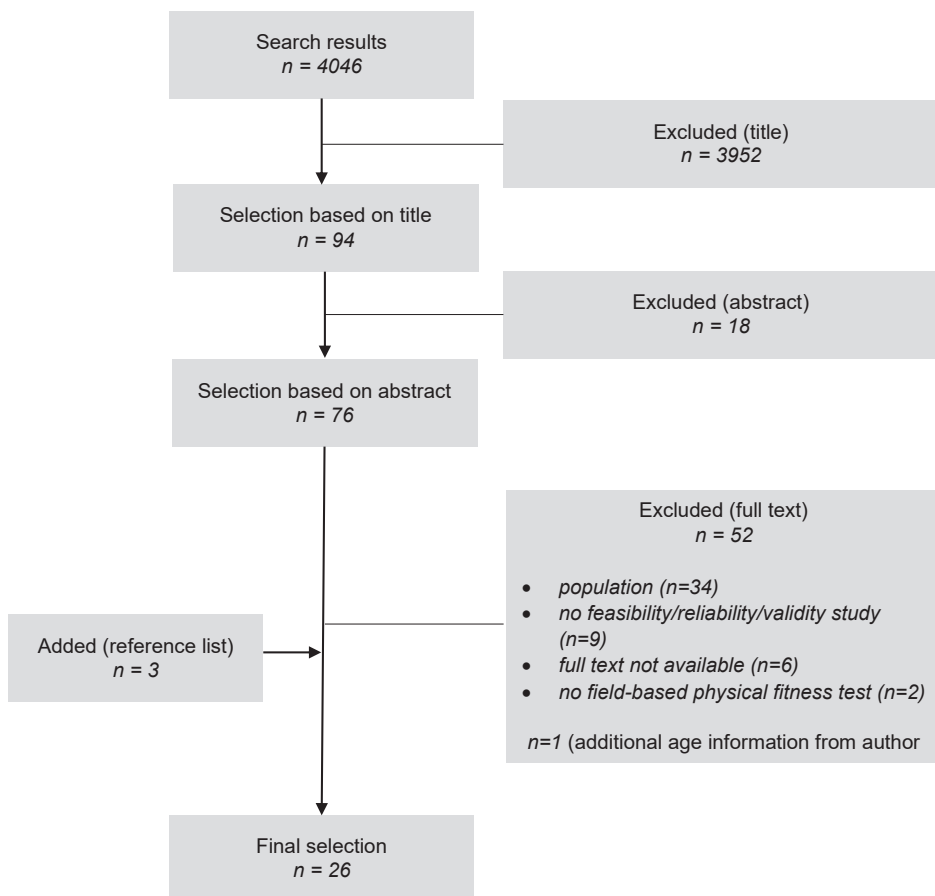 Search results
n = 4046
Excluded (title)
n = 3952
Selection based on title
n = 94
Excluded (abstract)
n = 18
Selection based on abstract
n = 76
Excluded (full text)
n = 52
• population (n=34)
• no feasibility/reliability/validity study
(n=9)
• full text not available (n=6)
• no field-based physical fitness test (n=2)
n=1 (additional age information from author
Added (reference list)
n = 3
Final selection
n = 26